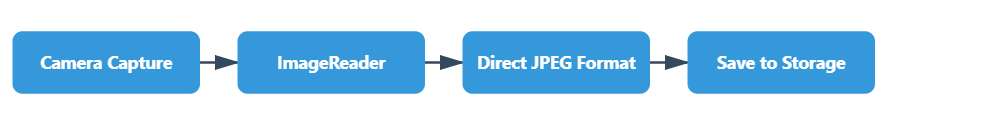 Camera Capture
ImageReader
Direct JPEG Format
Save to Storage